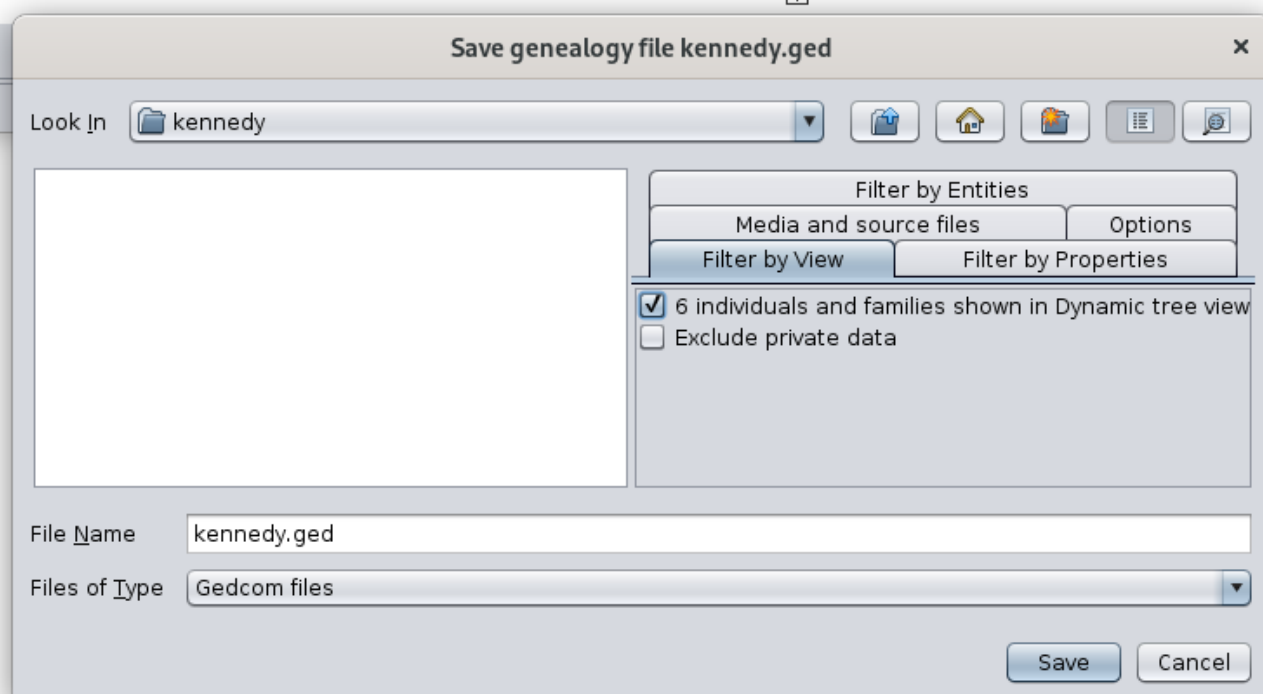 Save genealogy file kennedy.ged
Look In kennedy
Filter by Entities
Media and source files Options
Filter by View Filter by Properties
6 individuals and families shown in Dynamic tree view
Exclude private data
File Name kennedy.ged
Files of Type Gedcom files
Save Cancel